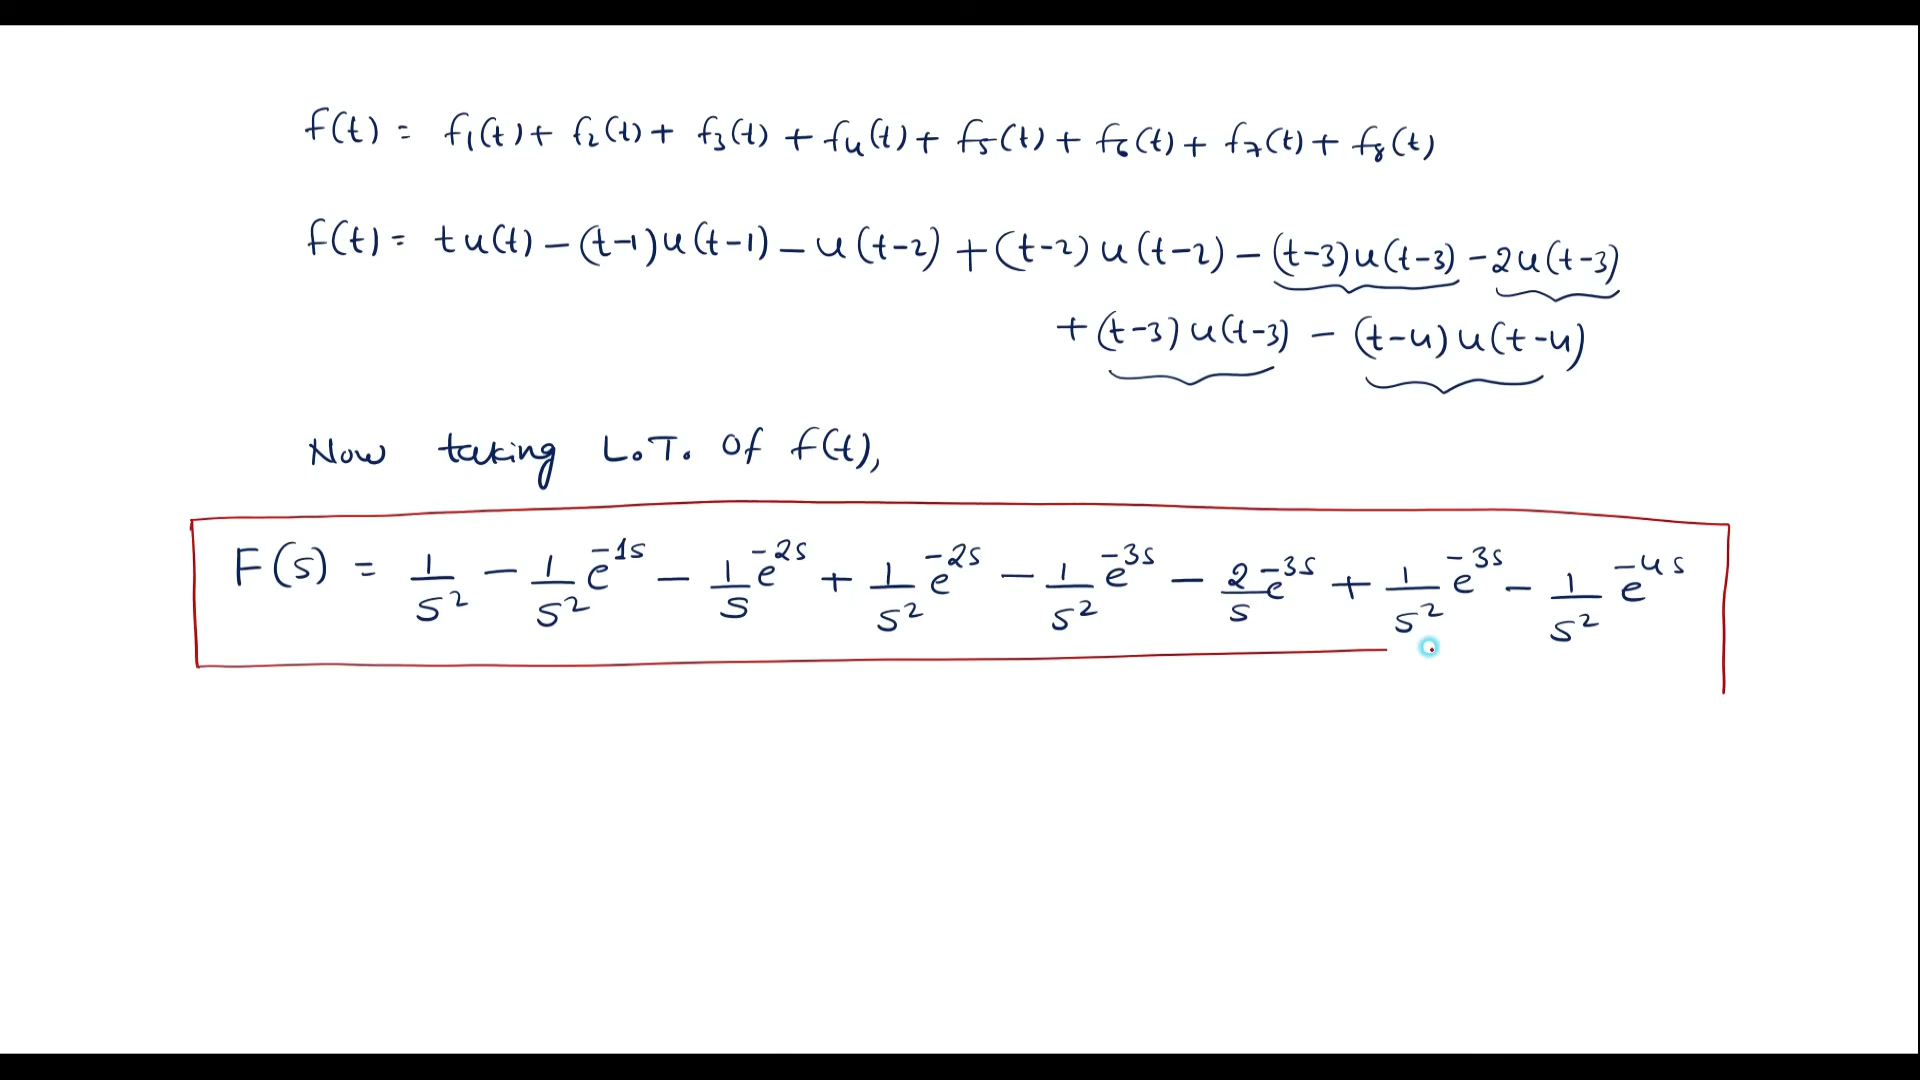 f(t) = f₁(t) + f₂(t) + f₃(t) + f₄(t) + f₅(t) + f₆(t) + f₇(t) + f₈(t)
f(t) = t u(t) − (t−1)u(t−1) − u(t−2) + (t−2) u(t−2) − (t−3)u(t−3) − 2u(t−3)
+ (t−3) u(t−3) − (t−4) u(t−4)
Now taking L.T. of f(t),
F(s) = 1/s² − 1/s² e^(−1s) − 1/s e^(−2s) + 1/s² e^(−2s) − 1/s² e^(−3s) − 2/s e^(−3s) + 1/s² e^(−3s) − 1/s² e^(−4s)